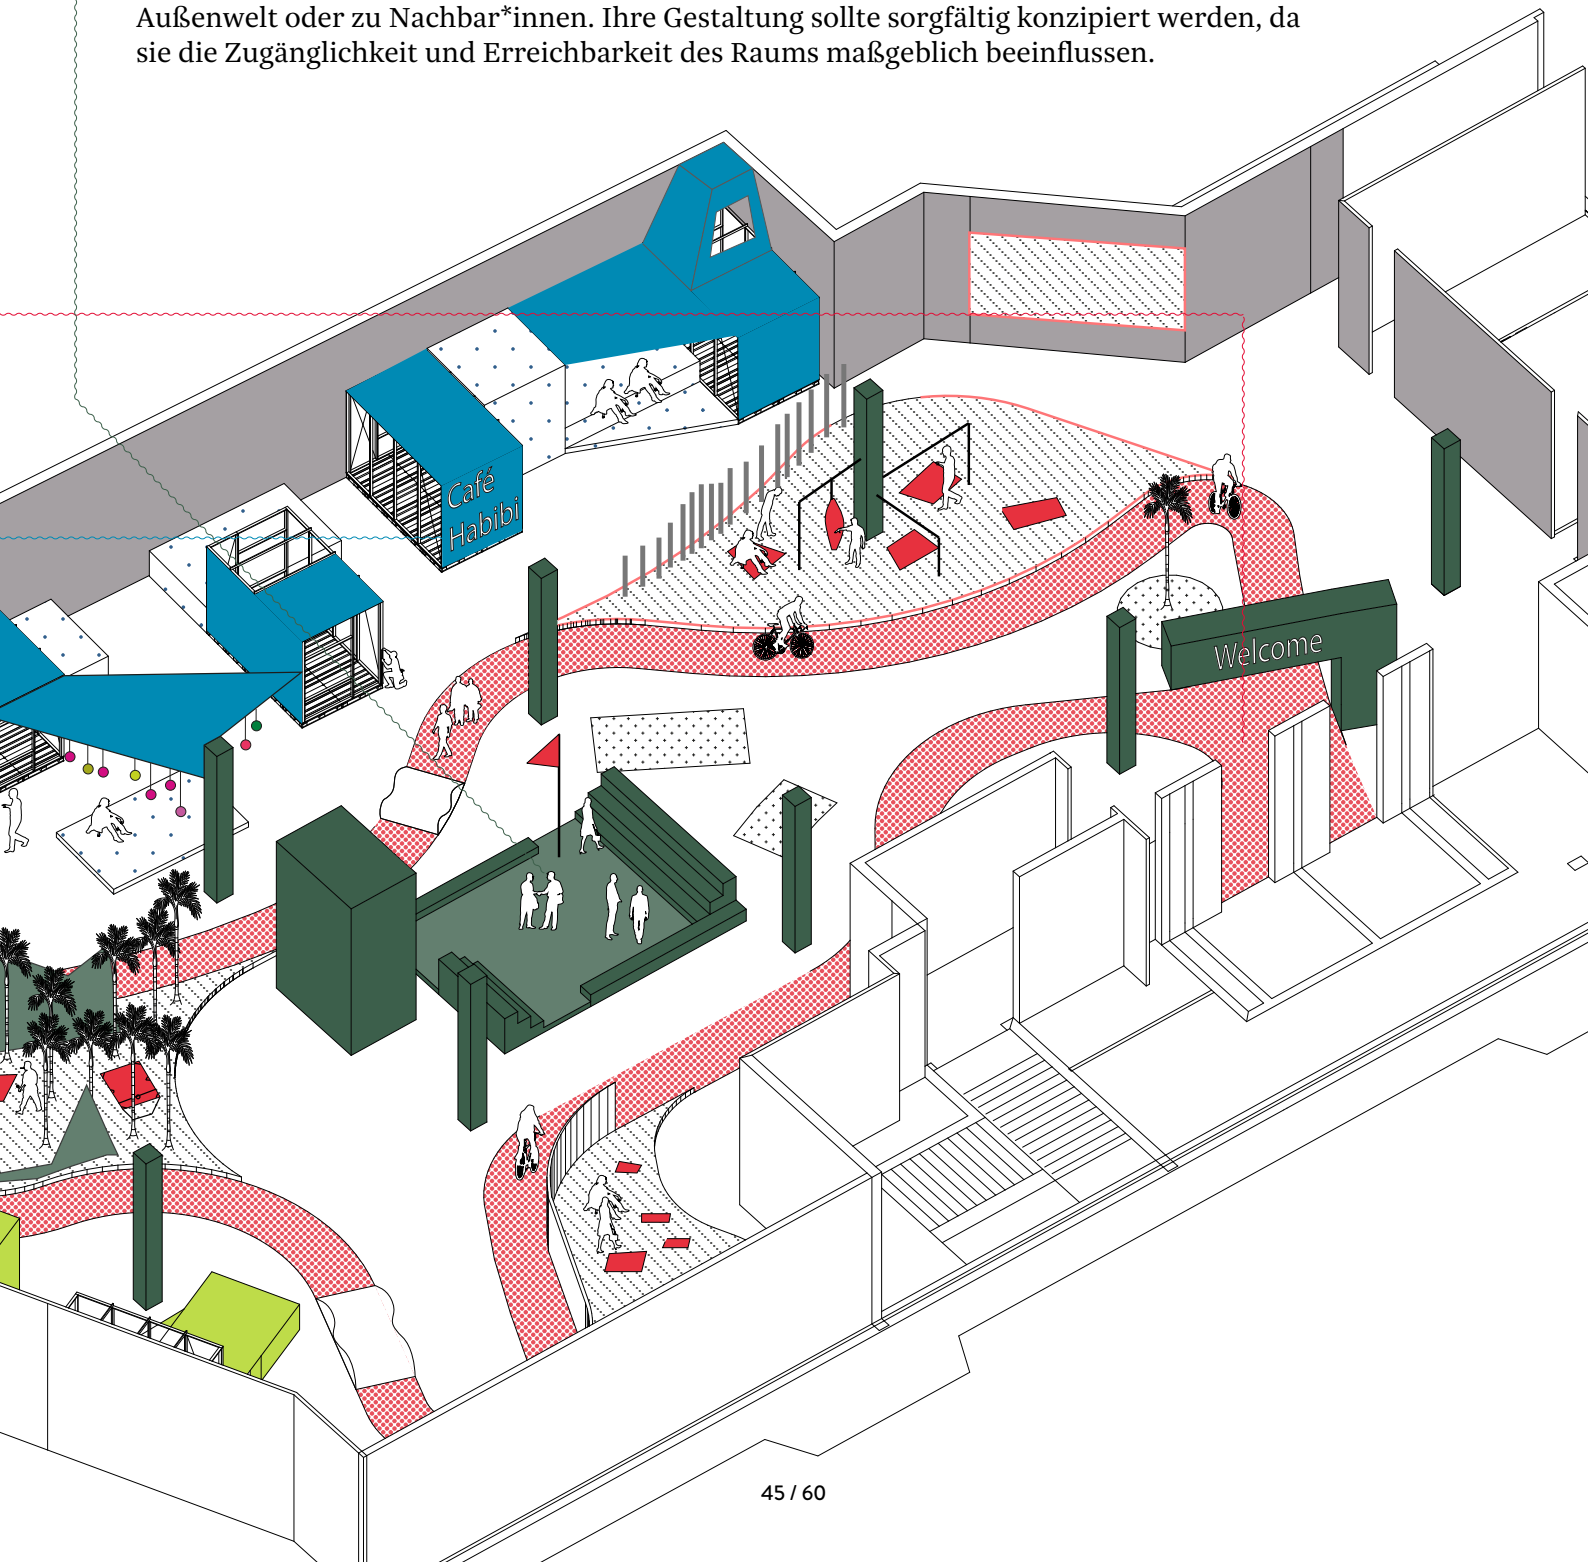 Außenwelt oder zu Nachbar*innen. Ihre Gestaltung sollte sorgfältig konzipiert werden, da
sie die Zugänglichkeit und Erreichbarkeit des Raums maßgeblich beeinflussen.
Café
Habibi
Welcome
45 / 60